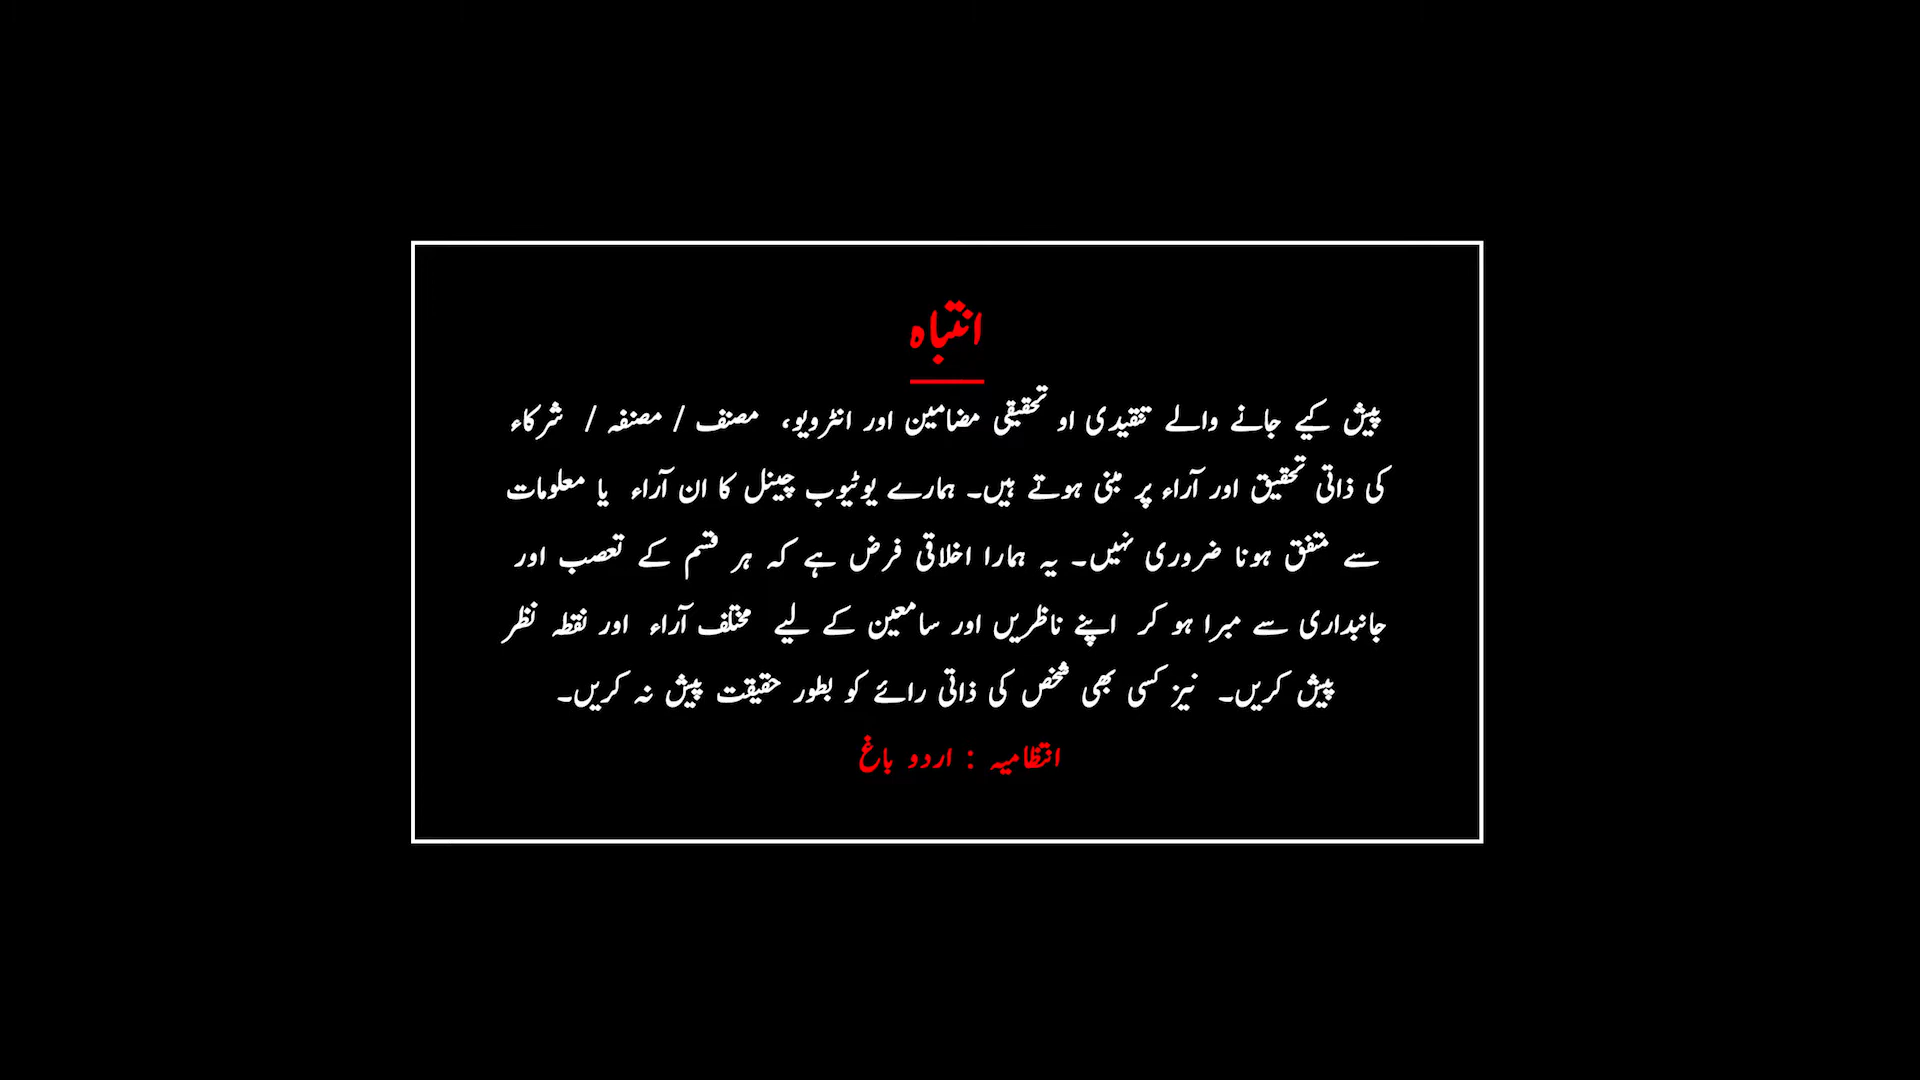 انتباہ
پیش کیے جانے والے تنقیدی او تحقیقی مضامین اور انٹرویو، مصنف / مصنفہ / شرکاء
کی ذاتی تحقیق اور آراء پر مبنی ہوتے ہیں۔ ہمارے یوٹیوب چینل کا ان آراء یا معلومات
سے متفق ہونا ضروری نہیں۔ یہ ہمارا اخلاقی فرض ہے کہ ہر قسم کے تعصب اور
جانبداری سے مبرا ہو کر اپنے ناظریں اور سامعین کے لیے مختلف آراء اور نقطہ نظر
پیش کریں۔ نیز کسی بھی شخص کی ذاتی رائے کو بطور حقیقت پیش نہ کریں۔
انتظامیہ : اردو باغ